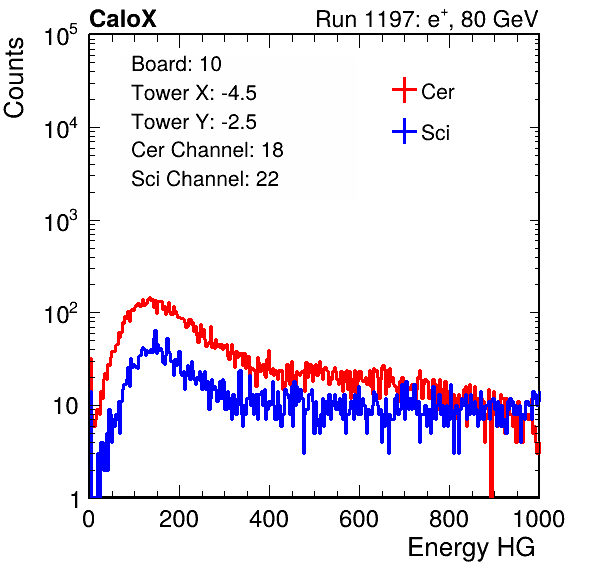 CaloX Run 1197: e⁺, 80 GeV
Counts
Board: 10
Tower X: -4.5
Tower Y: -2.5
Cer Channel: 18
Sci Channel: 22
Cer
Sci
10⁵
10⁴
10³
10²
10
1
0 200 400 600 800 1000
Energy HG